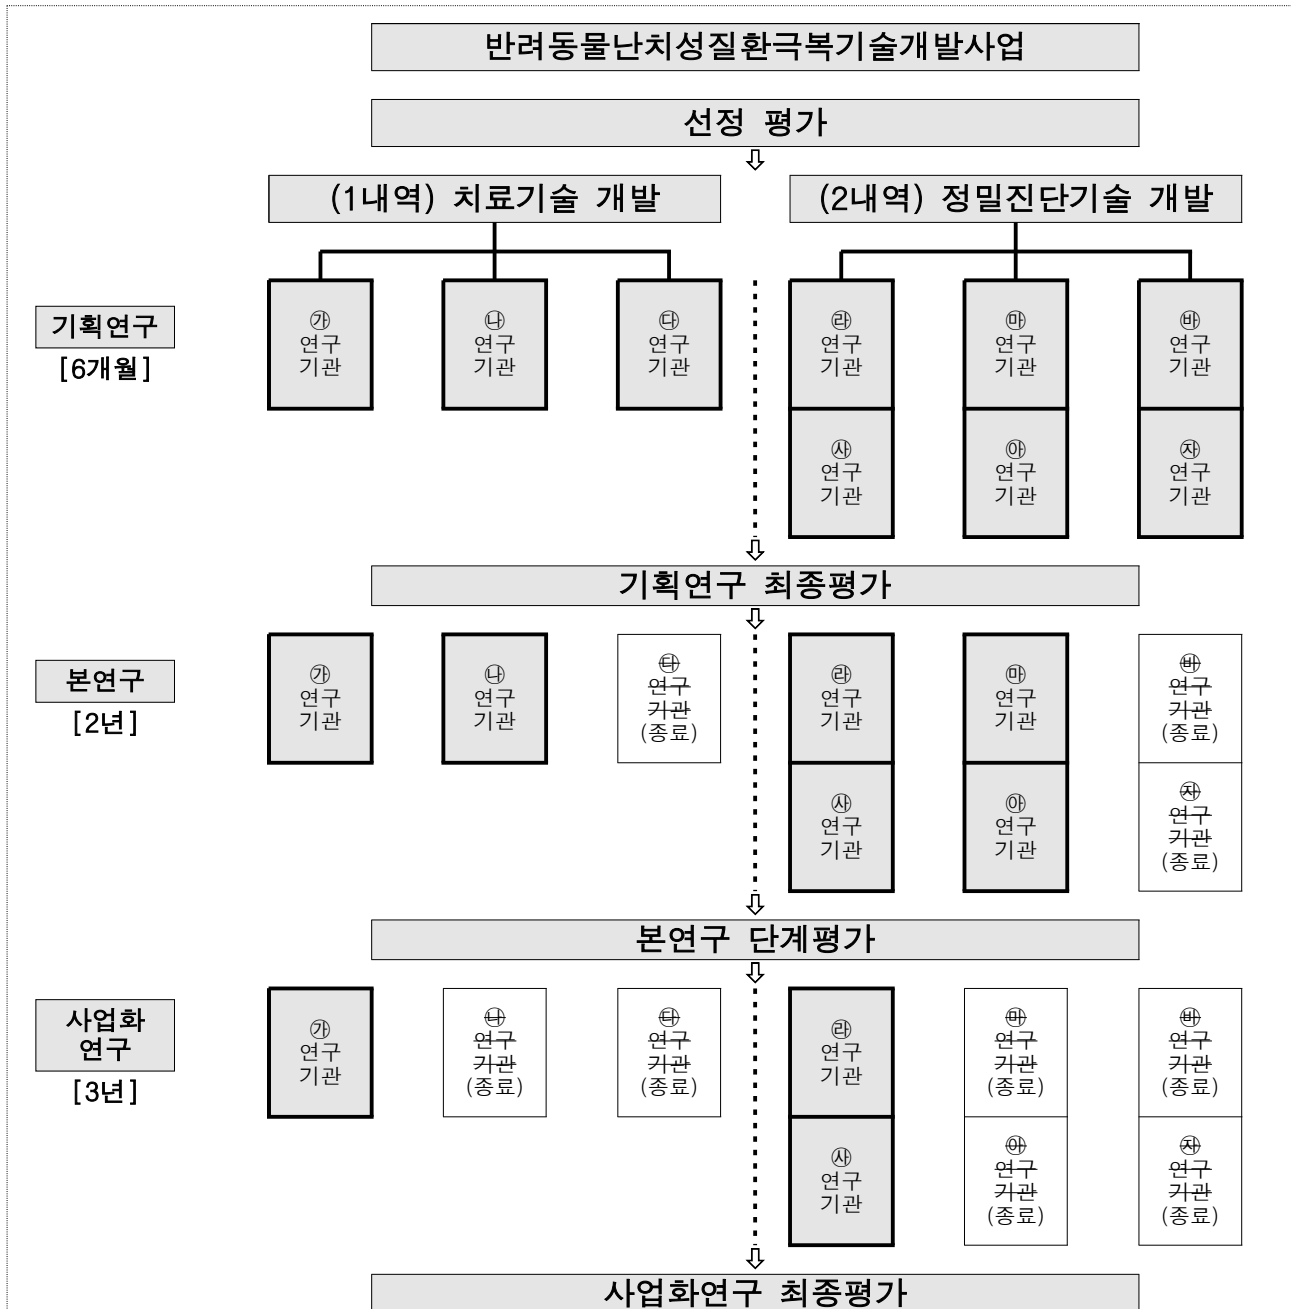 반려동물난치성질환극복기술개발사업
선정 평가
⇩
(1내역) 치료기술 개발
(2내역) 정밀진단기술 개발
기획연구
[6개월]
㉮
연구
기관
㉯
연구
기관
㉰
연구
기관
㉱
연구
기관
㉲
연구
기관
㉳
연구
기관
㉴
연구
기관
㉵
연구
기관
㉶
연구
기관
⇩
기획연구 최종평가
⇩
본연구
[2년]
㉮
연구
기관
㉯
연구
기관
㉰
연구
기관
(종료)
㉱
연구
기관
㉲
연구
기관
㉳
연구
기관
(종료)
㉴
연구
기관
㉵
연구
기관
㉶
연구
기관
(종료)
⇩
본연구 단계평가
⇩
사업화
연구
[3년]
㉮
연구
기관
㉯
연구
기관
(종료)
㉰
연구
기관
(종료)
㉱
연구
기관
㉲
연구
기관
(종료)
㉳
연구
기관
(종료)
㉴
연구
기관
㉵
연구
기관
(종료)
㉶
연구
기관
(종료)
⇩
사업화연구 최종평가